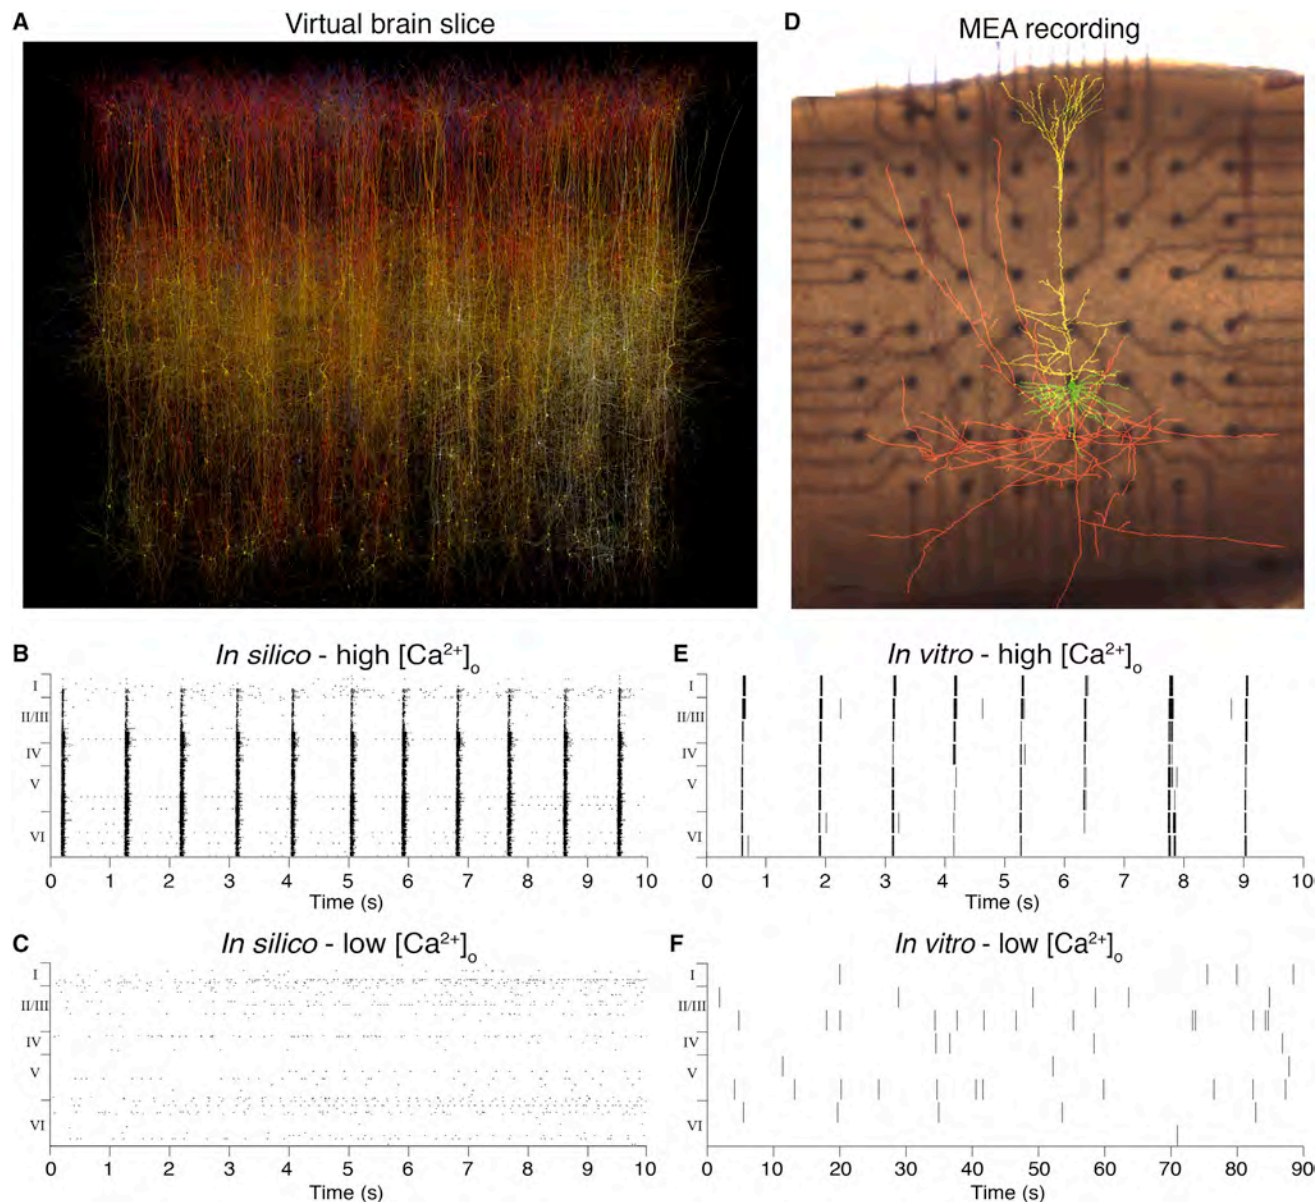 A Virtual brain slice
D MEA recording
B In silico - high [Ca²⁺]ₒ
I
II/III
IV
V
VI
0 1 2 3 4 5 6 7 8 9 10
Time (s)
E In vitro - high [Ca²⁺]ₒ
I
II/III
IV
V
VI
0 1 2 3 4 5 6 7 8 9 10
Time (s)
C In silico - low [Ca²⁺]ₒ
I
II/III
IV
V
VI
0 1 2 3 4 5 6 7 8 9 10
Time (s)
F In vitro - low [Ca²⁺]ₒ
I
II/III
IV
V
VI
0 10 20 30 40 50 60 70 80 90
Time (s)